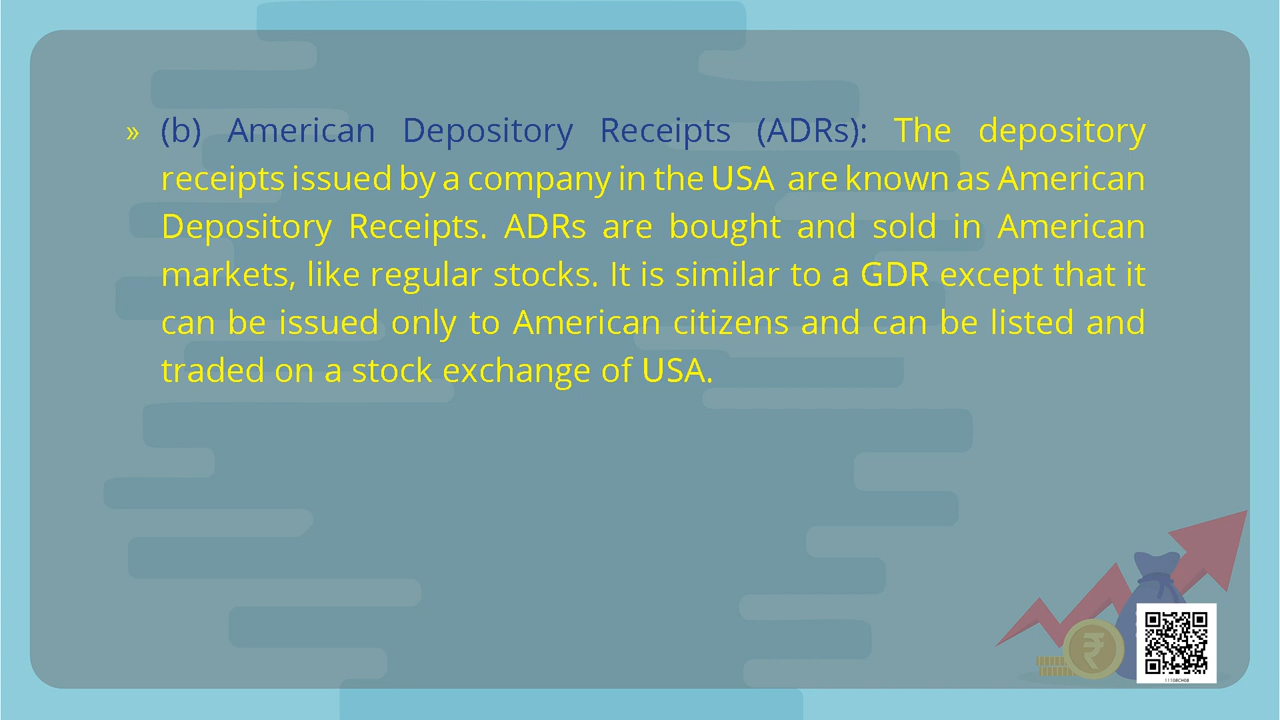 » (b) American Depository Receipts (ADRs): The depository
receipts issued by a company in the USA are known as American
Depository Receipts. ADRs are bought and sold in American
markets, like regular stocks. It is similar to a GDR except that it
can be issued only to American citizens and can be listed and
traded on a stock exchange of USA.
₹